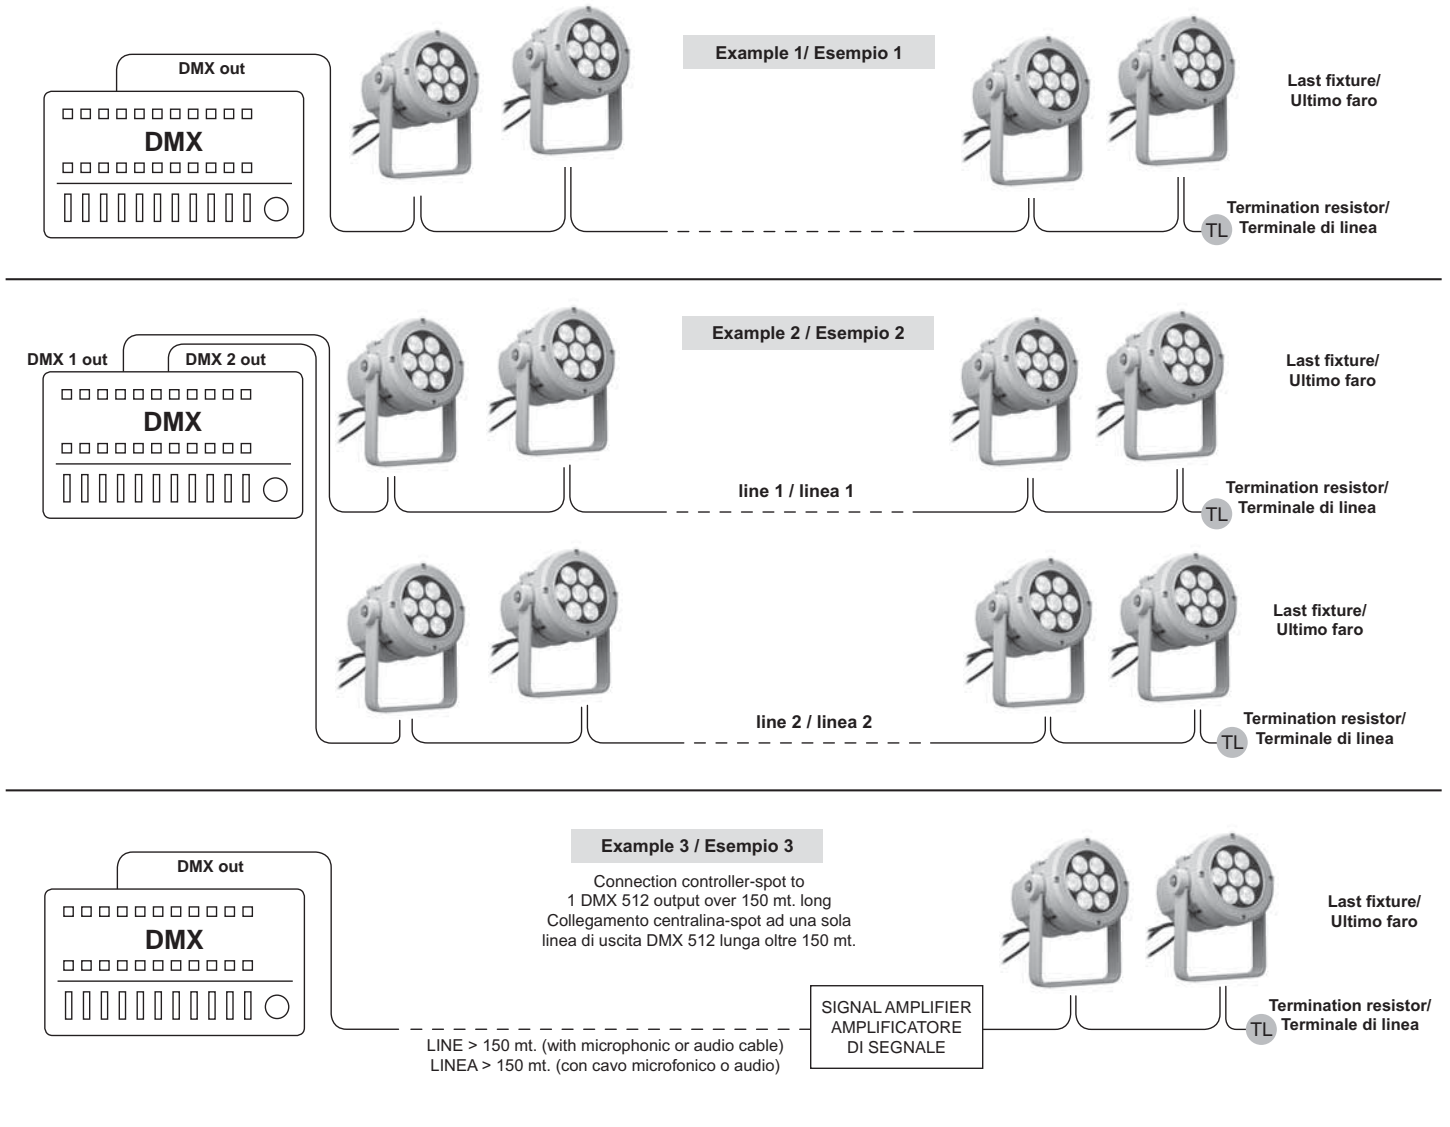 DMX out
Example 1/ Esempio 1
Last fixture/
Ultimo faro
DMX
Termination resistor/
Terminale di linea
TL
Example 2 / Esempio 2
DMX 1 out
DMX 2 out
Last fixture/
Ultimo faro
DMX
line 1 / linea 1
Termination resistor/
Terminale di linea
TL
Last fixture/
Ultimo faro
line 2 / linea 2
Termination resistor/
Terminale di linea
TL
Example 3 / Esempio 3
DMX out
Connection controller-spot to
1 DMX 512 output over 150 mt. long
Collegamento centralina-spot ad una sola
linea di uscita DMX 512 lunga oltre 150 mt.
Last fixture/
Ultimo faro
DMX
SIGNAL AMPLIFIER
AMPLIFICATORE
DI SEGNALE
Termination resistor/
Terminale di linea
TL
LINE > 150 mt. (with microphonic or audio cable)
LINEA > 150 mt. (con cavo microfonico o audio)